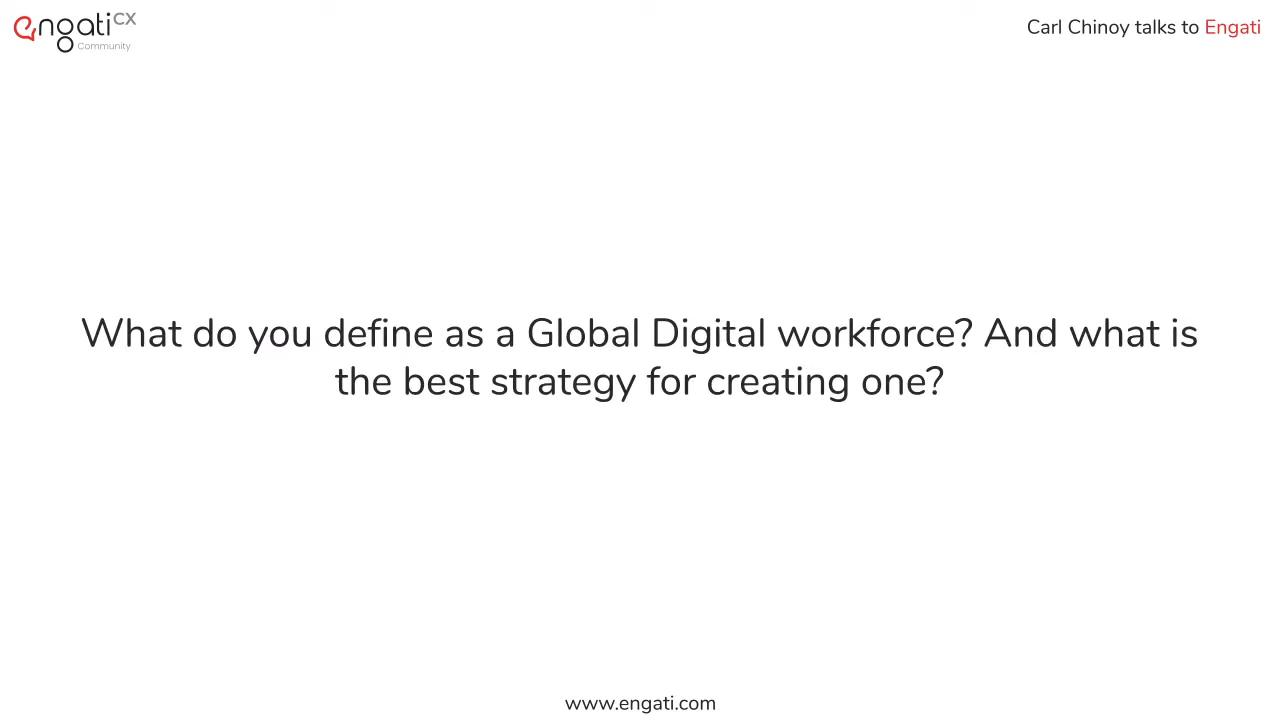 engati CX
Community
Carl Chinoy talks to Engati
What do you define as a Global Digital workforce? And what is
the best strategy for creating one?
www.engati.com